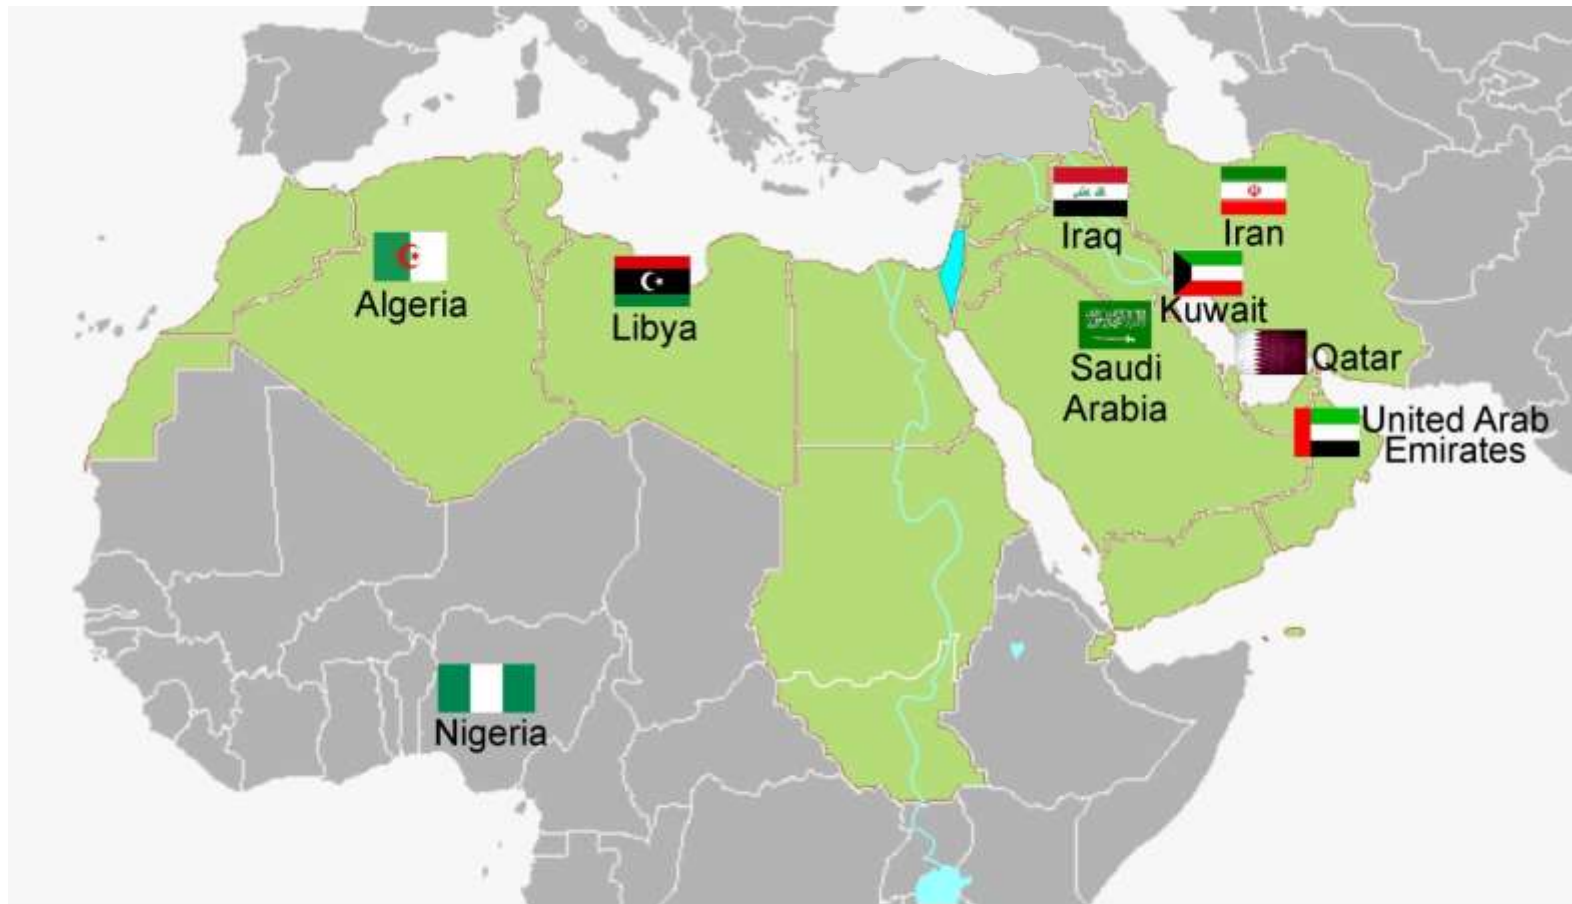 Iraq
Iran
Algeria
Libya
Kuwait
Saudi
Arabia
Qatar
United Arab
Emirates
Nigeria